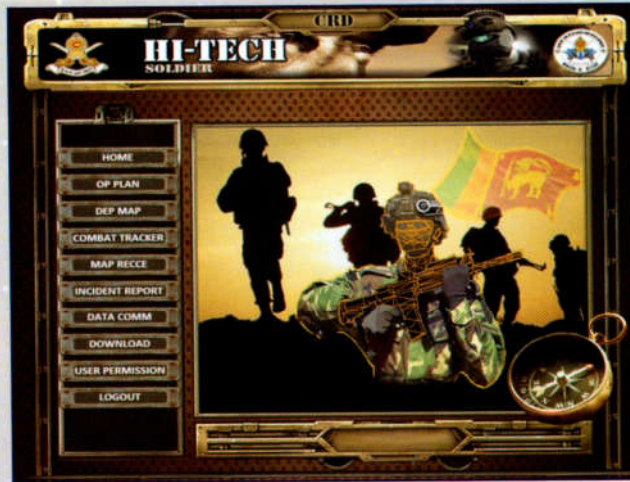 CRD
HI-TECH
SOLDIER
HOME
OP PLAN
DEP MAP
COMBAT TRACKER
MAP RECCE
INCIDENT REPORT
DATA COMM
DOWNLOAD
USER PERMISSION
LOGOUT